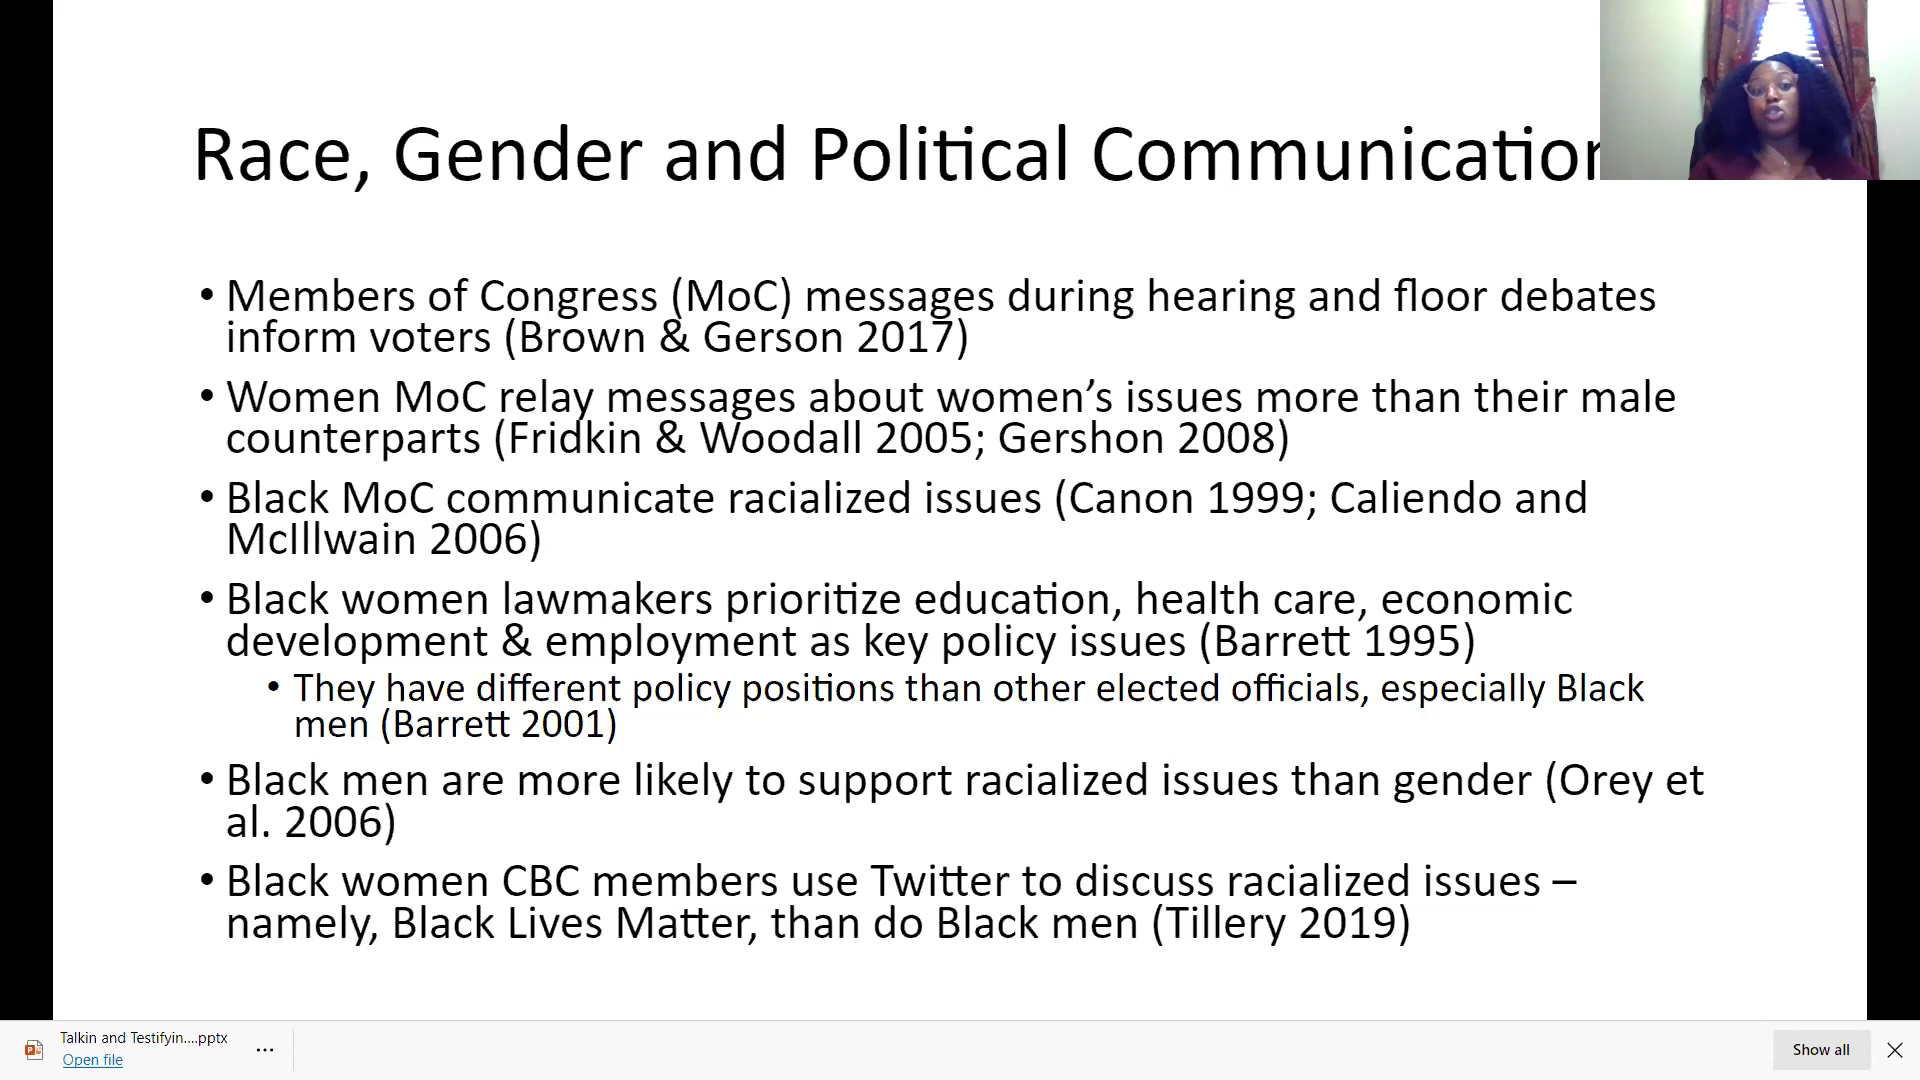 Race, Gender and Political Communication
• Members of Congress (MoC) messages during hearing and floor debates
inform voters (Brown & Gerson 2017)
• Women MoC relay messages about women’s issues more than their male
counterparts (Fridkin & Woodall 2005; Gershon 2008)
• Black MoC communicate racialized issues (Canon 1999; Caliendo and
McIllwain 2006)
• Black women lawmakers prioritize education, health care, economic
development & employment as key policy issues (Barrett 1995)
• They have different policy positions than other elected officials, especially Black
men (Barrett 2001)
• Black men are more likely to support racialized issues than gender (Orey et
al. 2006)
• Black women CBC members use Twitter to discuss racialized issues –
namely, Black Lives Matter, than do Black men (Tillery 2019)
Talkin and Testifyin....pptx
Open file
Show all